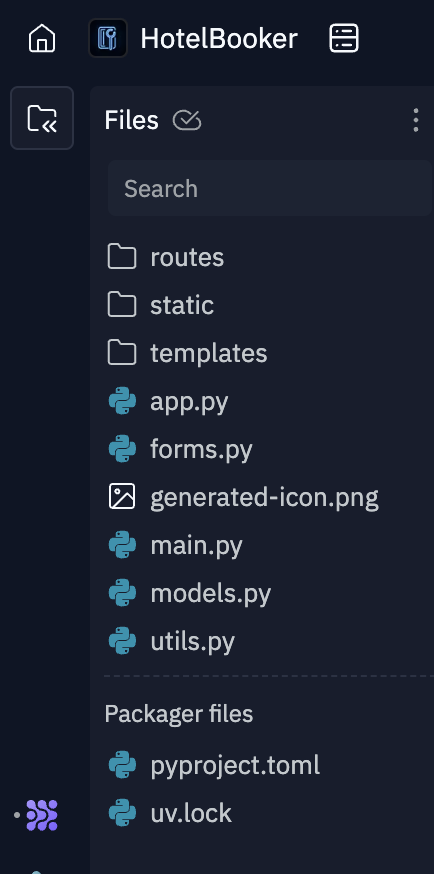 HotelBooker
Files
Search
routes
static
templates
app.py
forms.py
generated-icon.png
main.py
models.py
utils.py
Packager files
pyproject.toml
uv.lock